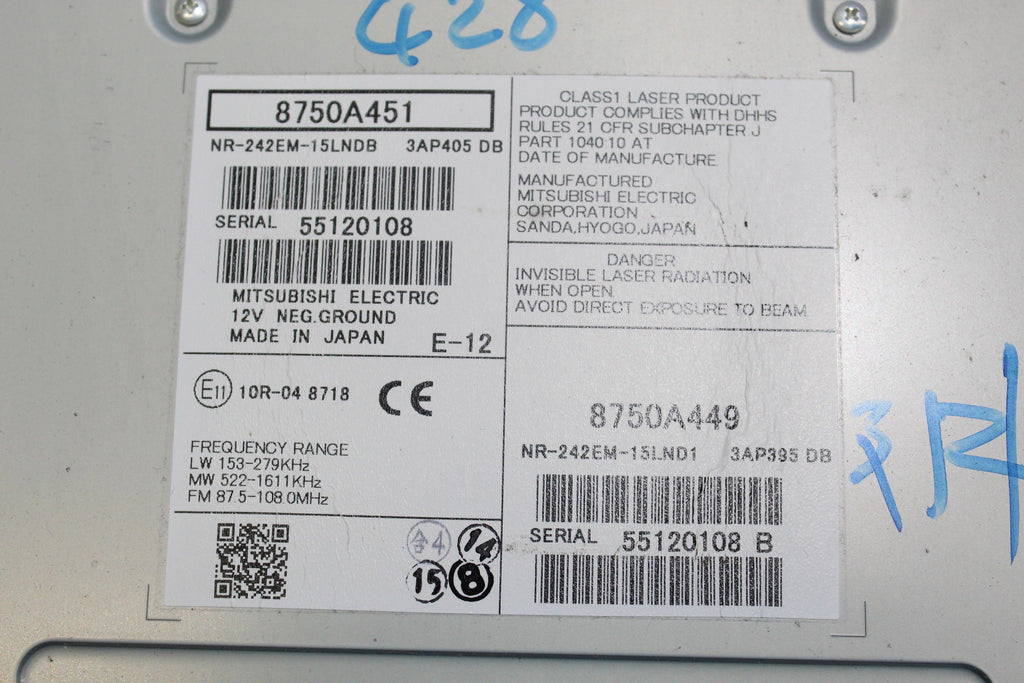 428
8750A451
NR-242EM-15LNDB 3AP405 DB
SERIAL 55120108
MITSUBISHI ELECTRIC
12V NEG.GROUND
MADE IN JAPAN
E-12
E11 10R-04 8718 CE
FREQUENCY RANGE
LW 153-279KHz
MW 522-1611KHz
FM 87.5-108.0MHz
14
15 8
CLASS1 LASER PRODUCT
PRODUCT COMPLIES WITH DHHS
RULES 21 CFR SUBCHAPTER J
PART 1040.10 AT
DATE OF MANUFACTURE.
MANUFACTURED
MITSUBISHI ELECTRIC
CORPORATION
SANDA,HYOGO,JAPAN
DANGER
INVISIBLE LASER RADIATION
WHEN OPEN.
AVOID DIRECT EXPOSURE TO BEAM.
8750A449
NR-242EM-15LND1 3AP395 DB
SERIAL 55120108 B